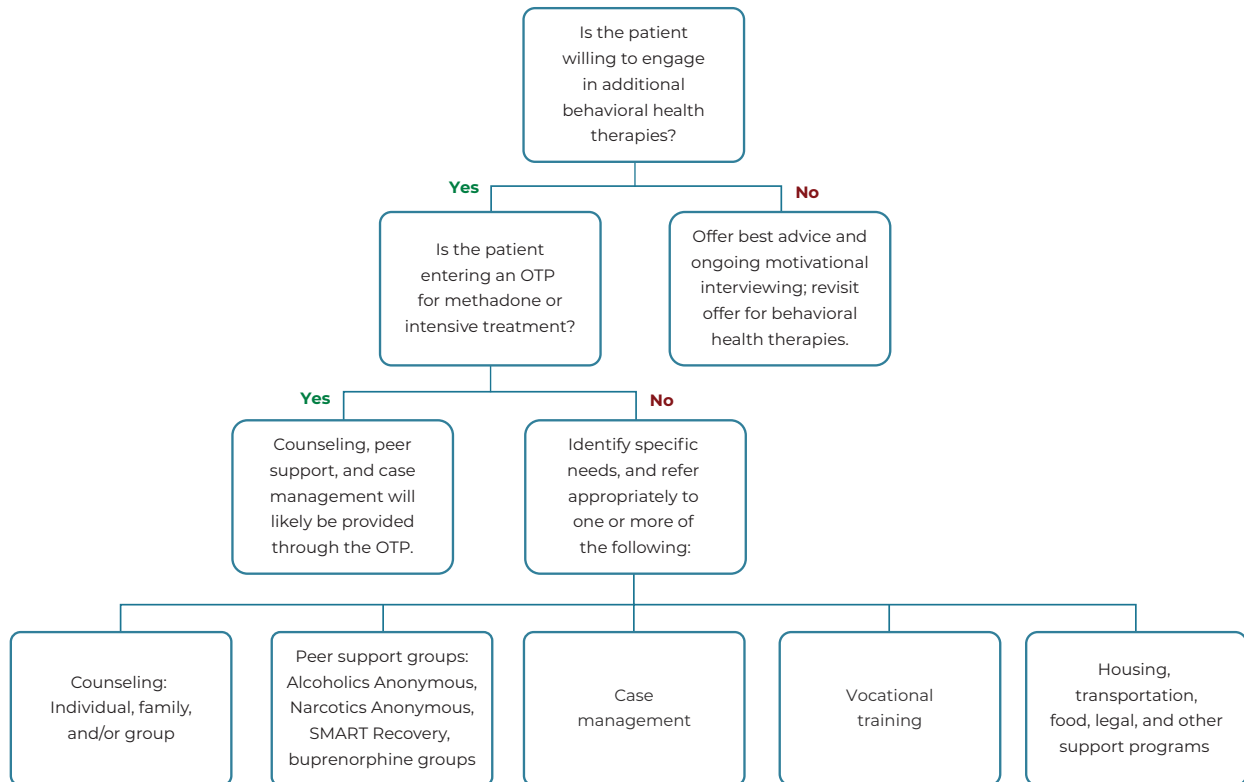 Is the patient
willing to engage
in additional
behavioral health
therapies?
Yes
No
Is the patient
entering an OTP
for methadone or
intensive treatment?
Offer best advice and
ongoing motivational
interviewing; revisit
offer for behavioral
health therapies.
Yes
No
Counseling, peer
support, and case
management will
likely be provided
through the OTP.
Identify specific
needs, and refer
appropriately to
one or more of
the following:
Counseling:
Individual, family,
and/or group
Peer support groups:
Alcoholics Anonymous,
Narcotics Anonymous,
SMART Recovery,
buprenorphine groups
Case
management
Vocational
training
Housing,
transportation,
food, legal, and other
support programs